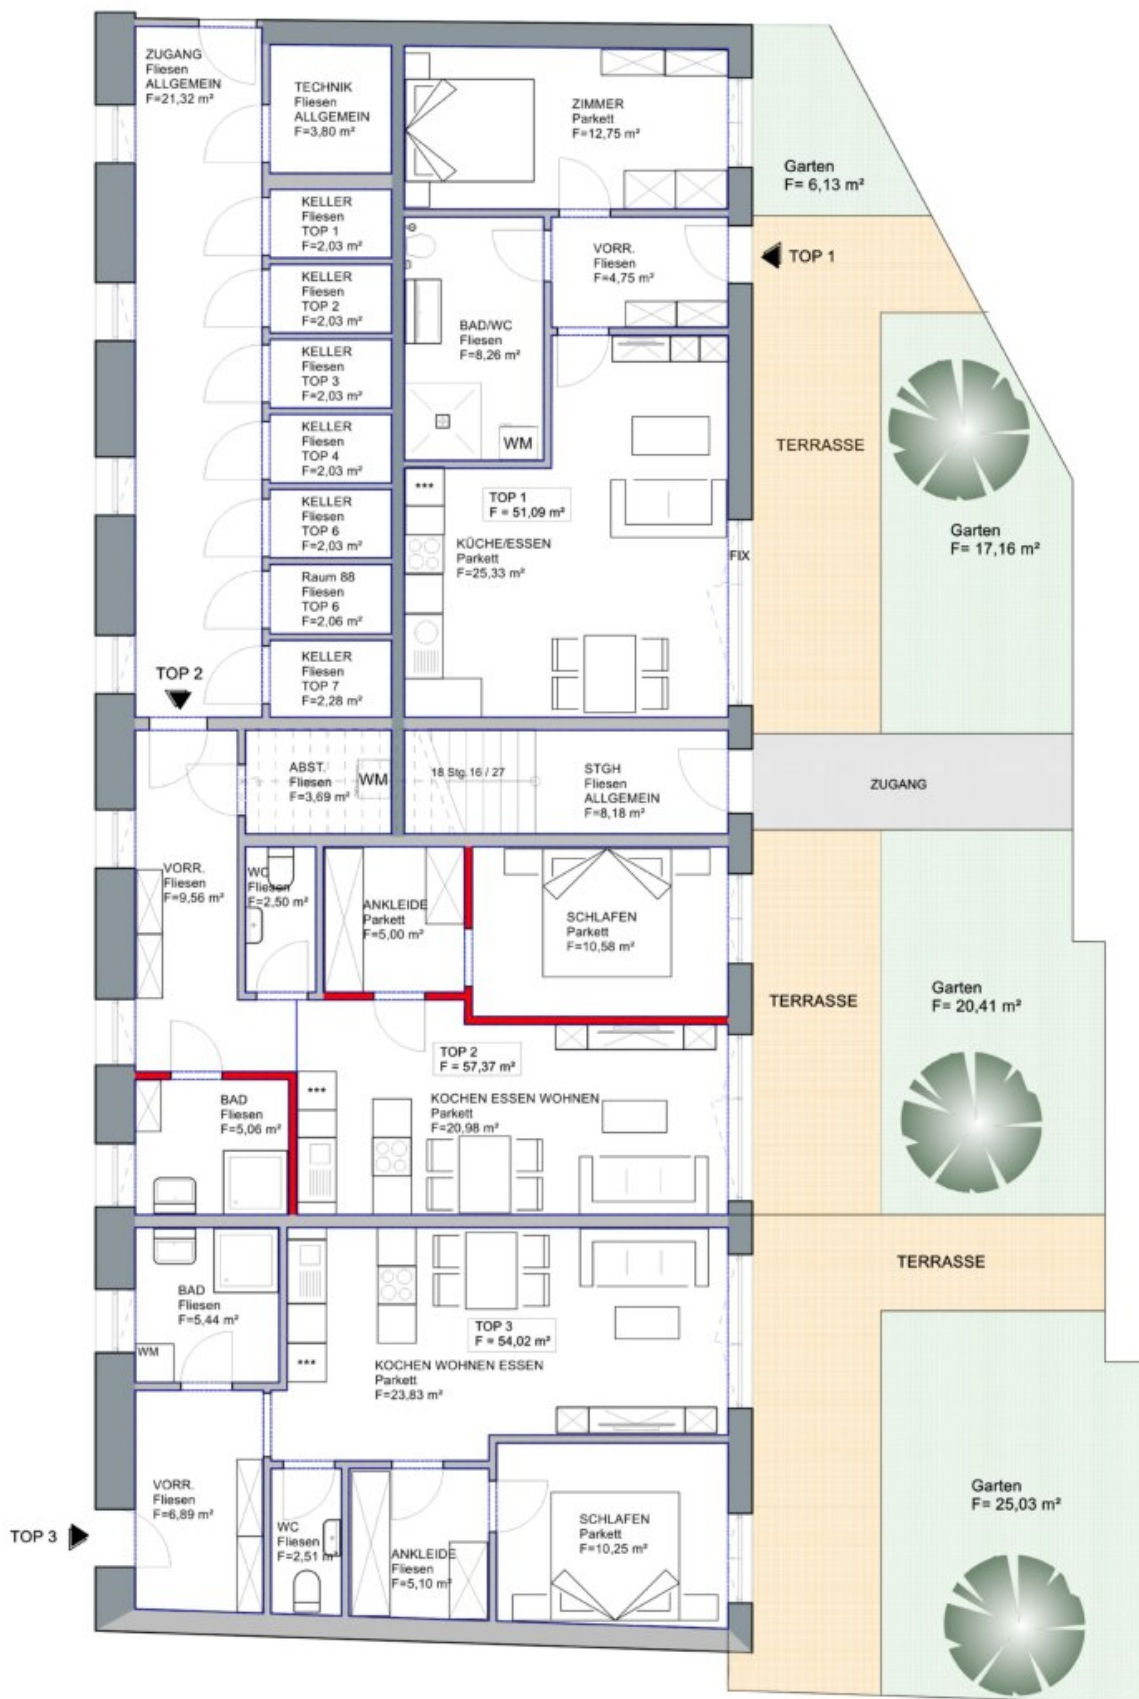 ZUGANG
Fliesen
ALLGEMEIN
F=21,32 m²
TECHNIK
Fliesen
ALLGEMEIN
F=3,80 m²
ZIMMER
Parkett
F=12,75 m²
Garten
F= 6,13 m²
KELLER
Fliesen
TOP 1
F=2,03 m²
VORR.
Fliesen
F=4,75 m²
TOP 1
KELLER
Fliesen
TOP 2
F=2,03 m²
BAD/WC
Fliesen
F=8,26 m²
KELLER
Fliesen
TOP 3
F=2,03 m²
WM
TERRASSE
KELLER
Fliesen
TOP 4
F=2,03 m²
***
TOP 1
F = 51,09 m²
KÜCHE/ESSEN
Parkett
F=25,33 m²
FIX
Garten
F= 17,16 m²
KELLER
Fliesen
TOP 6
F=2,03 m²
Raum 88
Fliesen
TOP 6
F=2,06 m²
KELLER
Fliesen
TOP 7
F=2,28 m²
TOP 2
ABST.
Fliesen
F=3,69 m²
WM
18 Stg. 16 / 27
STGH
Fliesen
ALLGEMEIN
F=8,18 m²
ZUGANG
VORR.
Fliesen
F=9,56 m²
WC
Fliesen
F=2,50 m²
ANKLEIDE
Parkett
F=5,00 m²
SCHLAFEN
Parkett
F=10,58 m²
TERRASSE
Garten
F= 20,41 m²
TOP 2
F = 57,37 m²
KOCHEN ESSEN WOHNEN
Parkett
F=20,98 m²
***
BAD
Fliesen
F=5,06 m²
TERRASSE
BAD
Fliesen
F=5,44 m²
WM
TOP 3
F = 54,02 m²
***
KOCHEN WOHNEN ESSEN
Parkett
F=23,83 m²
VORR.
Fliesen
F=6,89 m²
TOP 3
WC
Fliesen
F=2,51 m²
ANKLEIDE
Fliesen
F=5,10 m²
SCHLAFEN
Parkett
F=10,25 m²
Garten
F= 25,03 m²